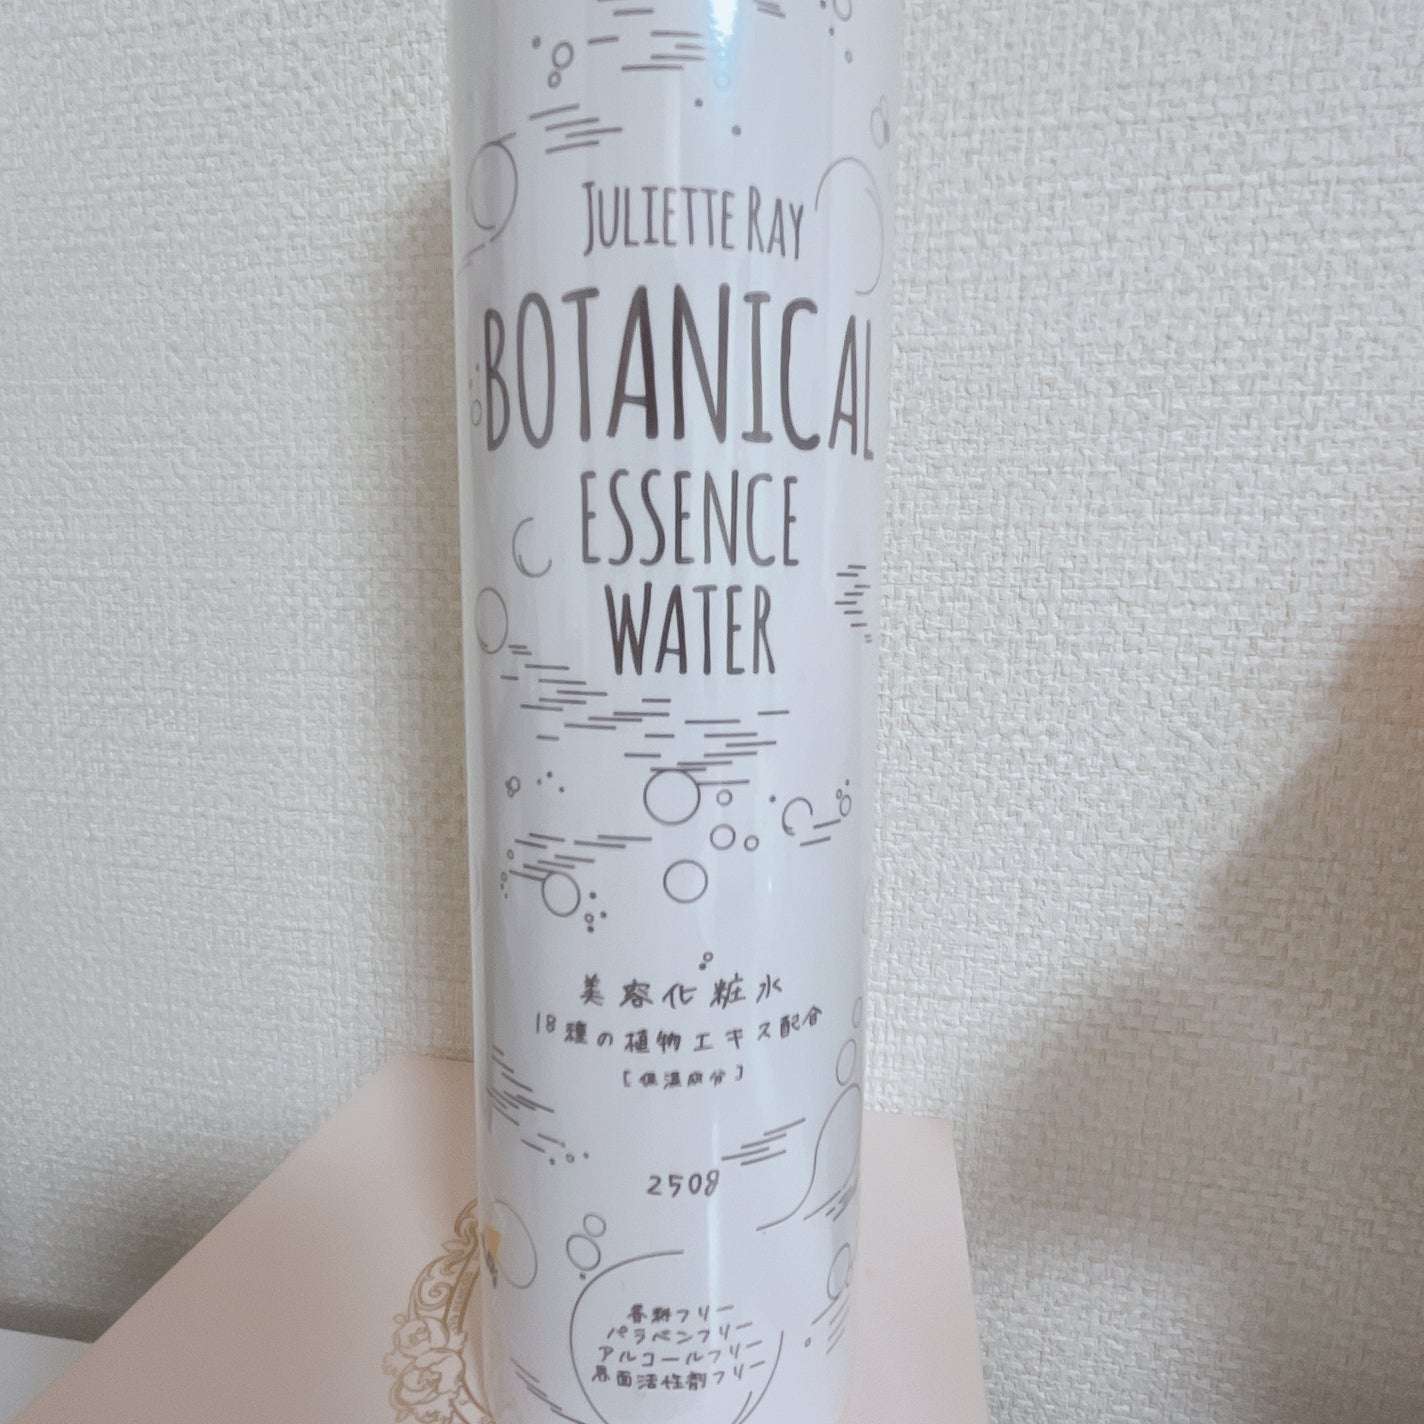 JULIETTE RAY
BOTANICAL
ESSENCE
WATER
美容化粧水
18種の植物エキス配合
[保湿成分]
250g
香料フリー
パラベンフリー
アルコールフリー
界面活性剤フリー